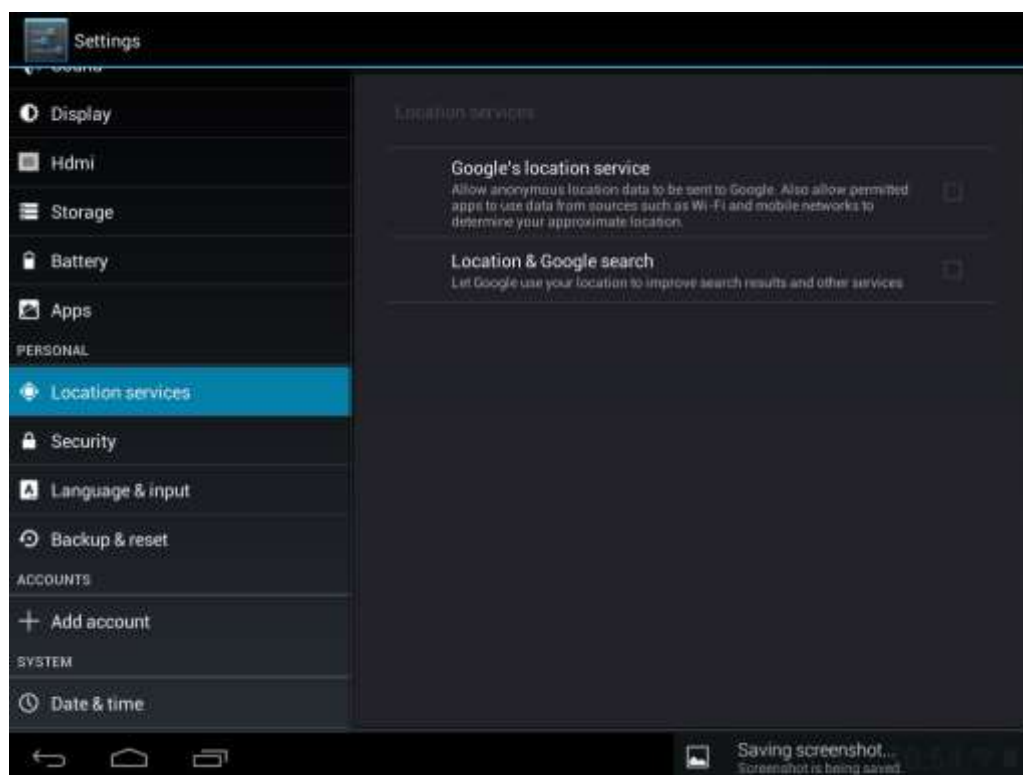 Settings
Sound
Display
Hdmi
Storage
Battery
Apps
PERSONAL
Location services
Security
Language & input
Backup & reset
ACCOUNTS
Add account
SYSTEM
Date & time
Location services
Google's location service
Allow anonymous location data to be sent to Google. Also allow permitted
apps to use data from sources such as Wi-Fi and mobile networks to
determine your approximate location.
Location & Google search
Let Google use your location to improve search results and other services
Saving screenshot...
Screenshot is being saved.